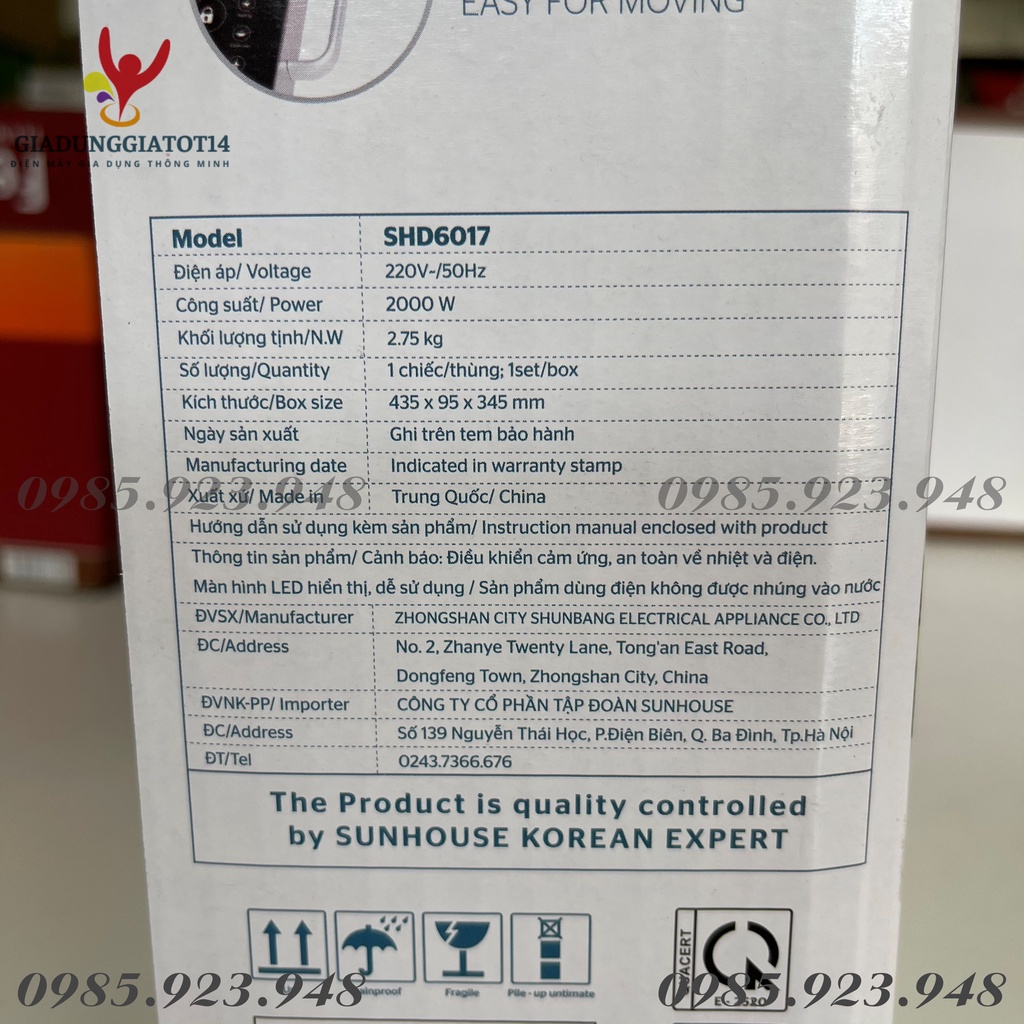 EASY FOR MOVING
GIADUNGGIATOT14
ĐIỆN MÁY GIA DỤNG THÔNG MINH
Model SHD6017
Điện áp/ Voltage 220V~/50Hz
Công suất/ Power 2000 W
Khối lượng tịnh/N.W 2.75 kg
Số lượng/Quantity 1 chiếc/thùng; 1set/box
Kích thước/Box size 435 x 95 x 345 mm
Ngày sản xuất Ghi trên tem bảo hành
Manufacturing date Indicated in warranty stamp
0985.923.948 0985.923.948
Xuất xứ/ Made in Trung Quốc/ China
Hướng dẫn sử dụng kèm sản phẩm/ Instruction manual enclosed with product
Thông tin sản phẩm/ Cảnh báo: Điều khiển cảm ứng, an toàn về nhiệt và điện.
Màn hình LED hiển thị, dễ sử dụng / Sản phẩm dùng điện không được nhúng vào nước
ĐVSX/Manufacturer ZHONGSHAN CITY SHUNBANG ELECTRICAL APPLIANCE CO., LTD
ĐC/Address No. 2, Zhanye Twenty Lane, Tong'an East Road,
Dongfeng Town, Zhongshan City, China
ĐVNK-PP/ Importer CÔNG TY CỔ PHẦN TẬP ĐOÀN SUNHOUSE
ĐC/Address Số 139 Nguyễn Thái Học, P.Điện Biên, Q. Ba Đình, Tp.Hà Nội
ĐT/Tel 0243.7366.676
The Product is quality controlled
by SUNHOUSE KOREAN EXPERT
QUACERT
Fragile Pile - up untimate
0985.923.948 0985.923.948